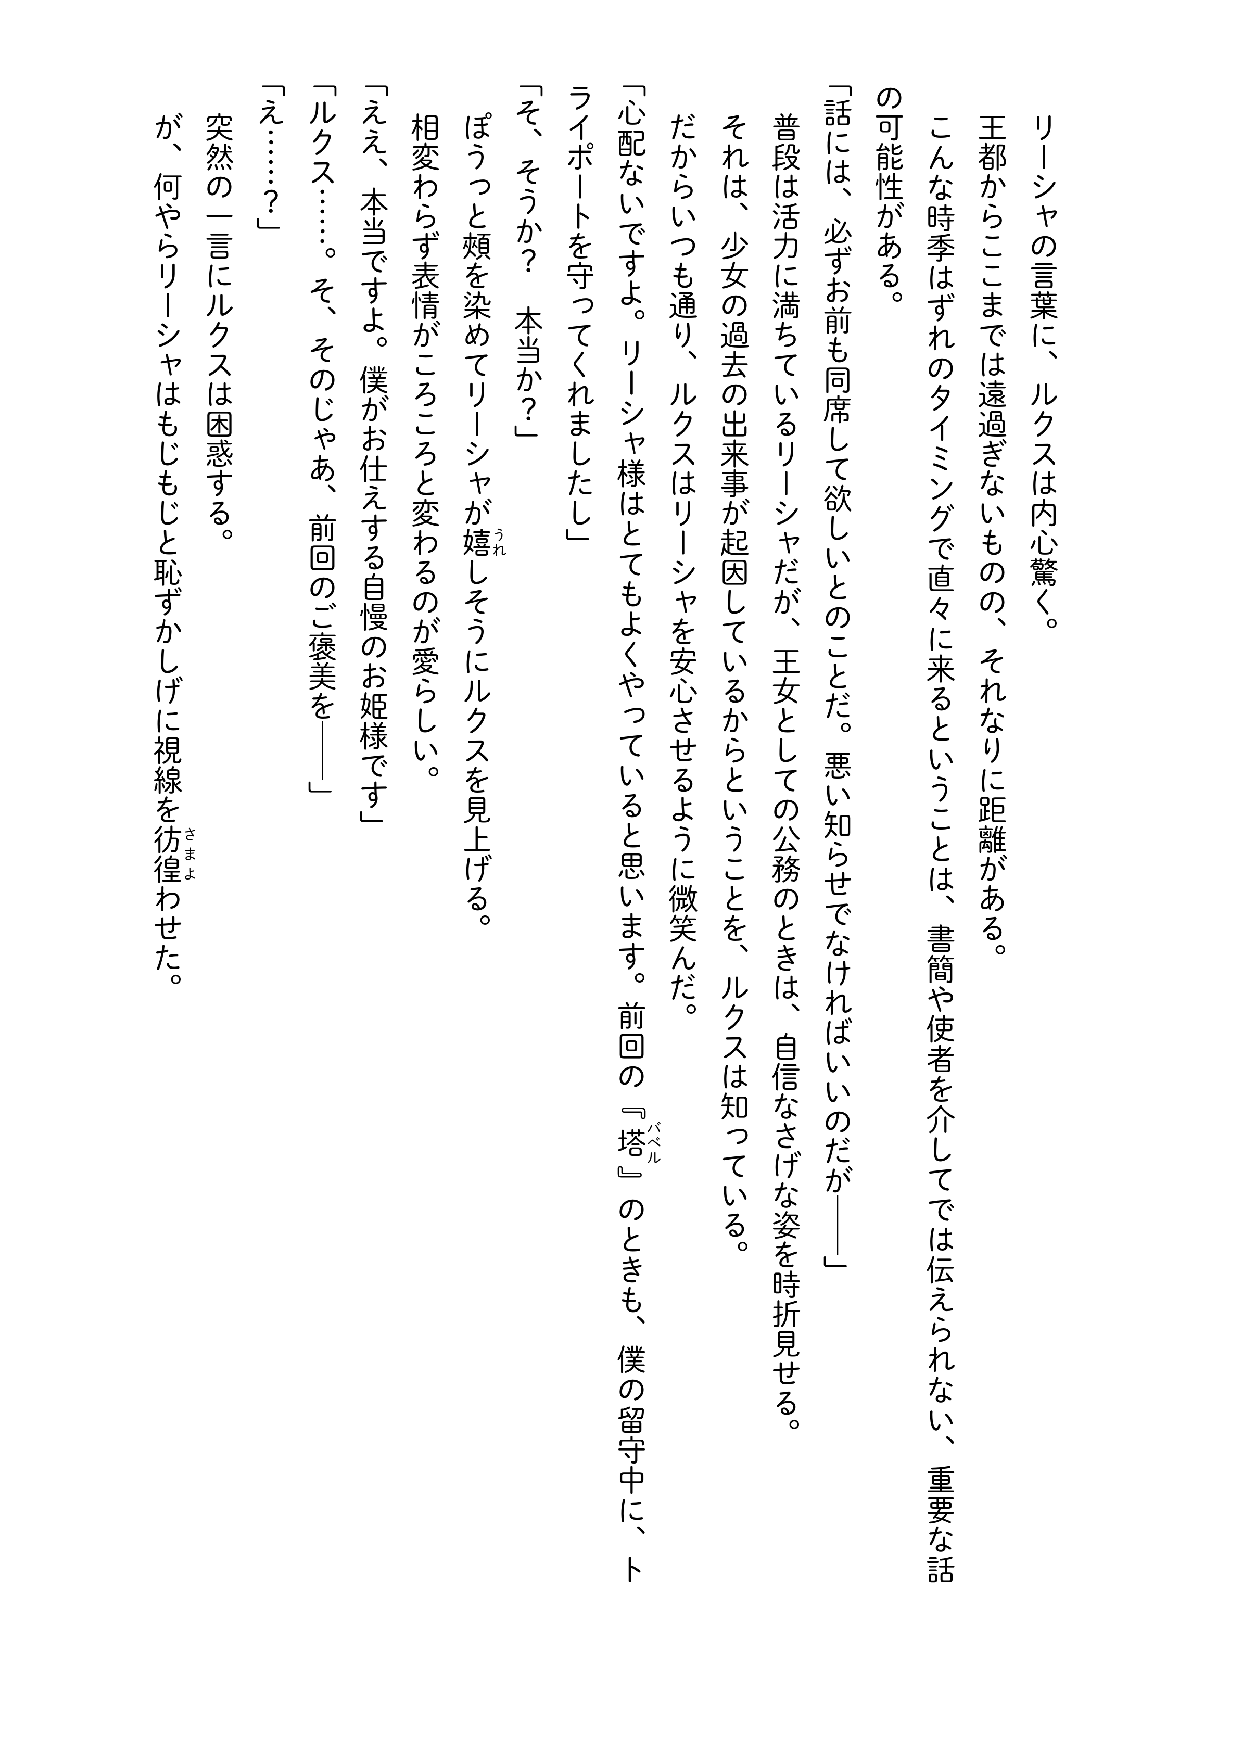 リーシャの言葉に、ルクスは内心驚く。
王都からここまでは遠過ぎないものの、それなりに距離がある。
こんな時季はずれのタイミングで直々に来るということは、書簡や使者を介してでは伝えられない、重要な話
の可能性がある。
「話には、必ずお前も同席して欲しいとのことだ。悪い知らせでなければいいのだが――」
普段は活力に満ちているリーシャだが、王女としての公務のときは、自信なさげな姿を時折見せる。
それは、少女の過去の出来事が起因しているからということを、ルクスは知っている。
だからいつも通り、ルクスはリーシャを安心させるように微笑んだ。
「心配ないですよ。リーシャ様はとてもよくやっていると思います。前回の『塔バベル』のときも、僕の留守中に、ト
ライポートを守ってくれましたし」
「そ、そうか？　本当か？」
ぽうっと頬を染めてリーシャが嬉うれしそうにルクスを見上げる。
相変わらず表情がころころと変わるのが愛らしい。
「ええ、本当ですよ。僕がお仕えする自慢のお姫様です」
「ルクス……。そ、そのじゃあ、前回のご褒美を――」
「え……？」
突然の一言にルクスは困惑する。
が、何やらリーシャはもじもじと恥ずかしげに視線を彷徨さまよわせた。